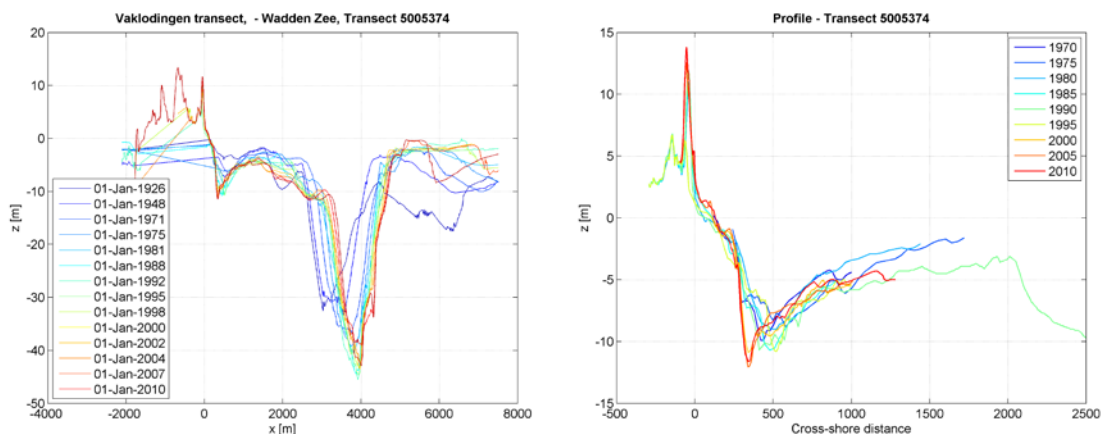 Vaklodingen transect,  - Wadden Zee, Transect 5005374
20
10
0
-10
-20
-30
-40
-50
z [m]
01-Jan-1926
01-Jan-1948
01-Jan-1971
01-Jan-1975
01-Jan-1981
01-Jan-1988
01-Jan-1992
01-Jan-1995
01-Jan-1998
01-Jan-2000
01-Jan-2002
01-Jan-2004
01-Jan-2007
01-Jan-2010
-4000 -2000 0 2000 4000 6000 8000
x [m]
Profile - Transect 5005374
15
10
5
0
-5
-10
-15
z [m]
1970
1975
1980
1985
1990
1995
2000
2005
2010
-500 0 500 1000 1500 2000 2500
Cross-shore distance